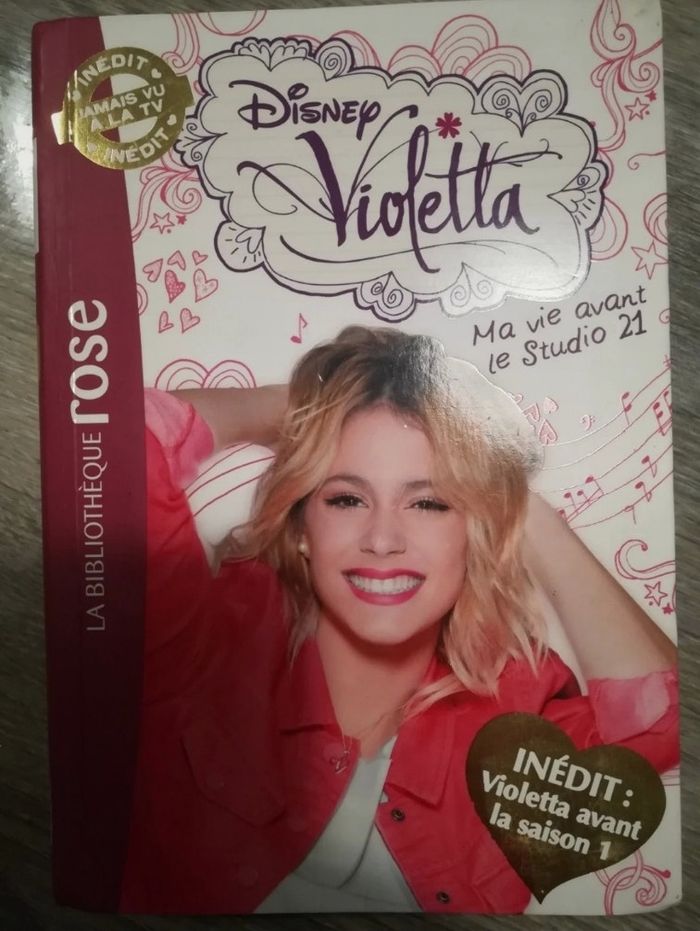 INÉDIT
JAMAIS VU
À LA TV
INÉDIT
DISNEY
Violetta
Ma vie avant
le Studio 21
LA BIBLIOTHÈQUE rose
INÉDIT :
Violetta avant
la saison 1